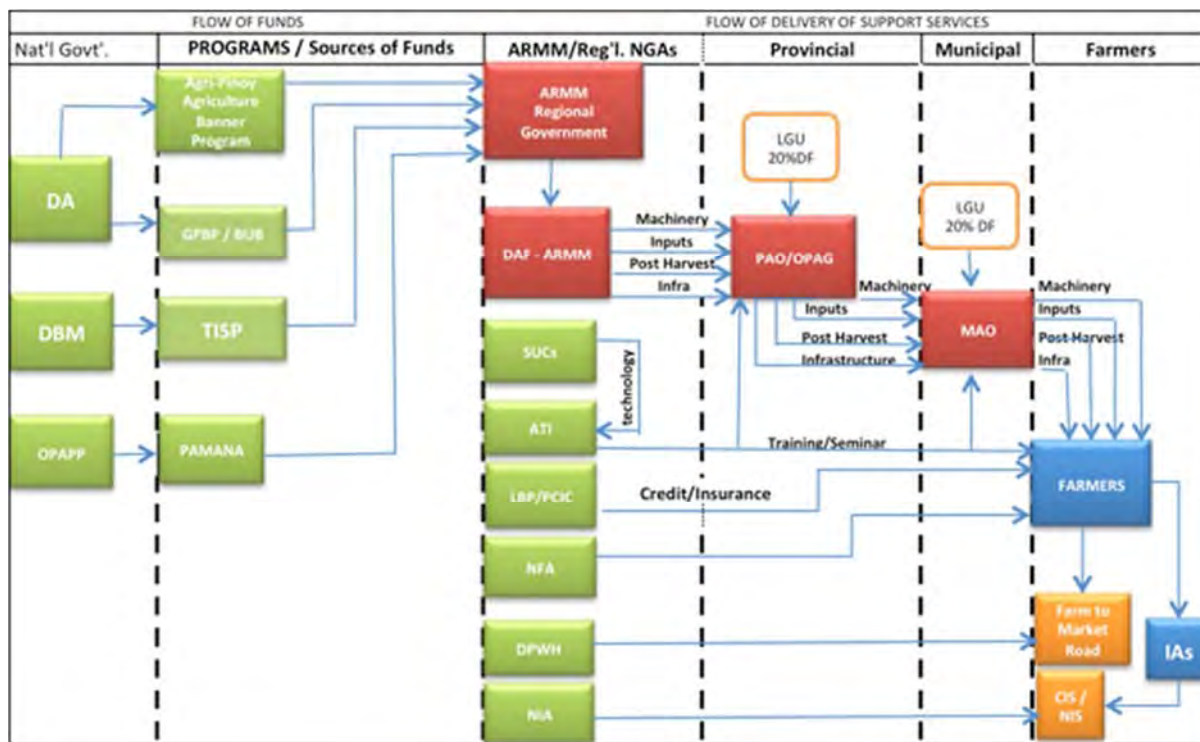 FLOW OF FUNDS
FLOW OF DELIVERY OF SUPPORT SERVICES
Nat'l Govt'.
PROGRAMS / Sources of Funds
ARMM/Reg'l. NGAs
Provincial
Municipal
Farmers
Agri-Pinoy
Agriculture
Banner
Program
ARMM
Regional
Government
LGU
20%DF
DA
LGU
20% DF
GPBP / BUB
DAF - ARMM
Machinery
Inputs
Post Harvest
Infra
PAO/OPAG
Machinery
Inputs
Post Harvest
Infrastructure
MAO
Machinery
Inputs
Post Harvest
Infra
DBM
TISP
SUCs
technology
ATI
Training/Seminar
OPAPP
PAMANA
LBP/PCIC
Credit/Insurance
FARMERS
NFA
Farm to
Market
Road
DPWH
IAs
NIA
CIS /
NIS